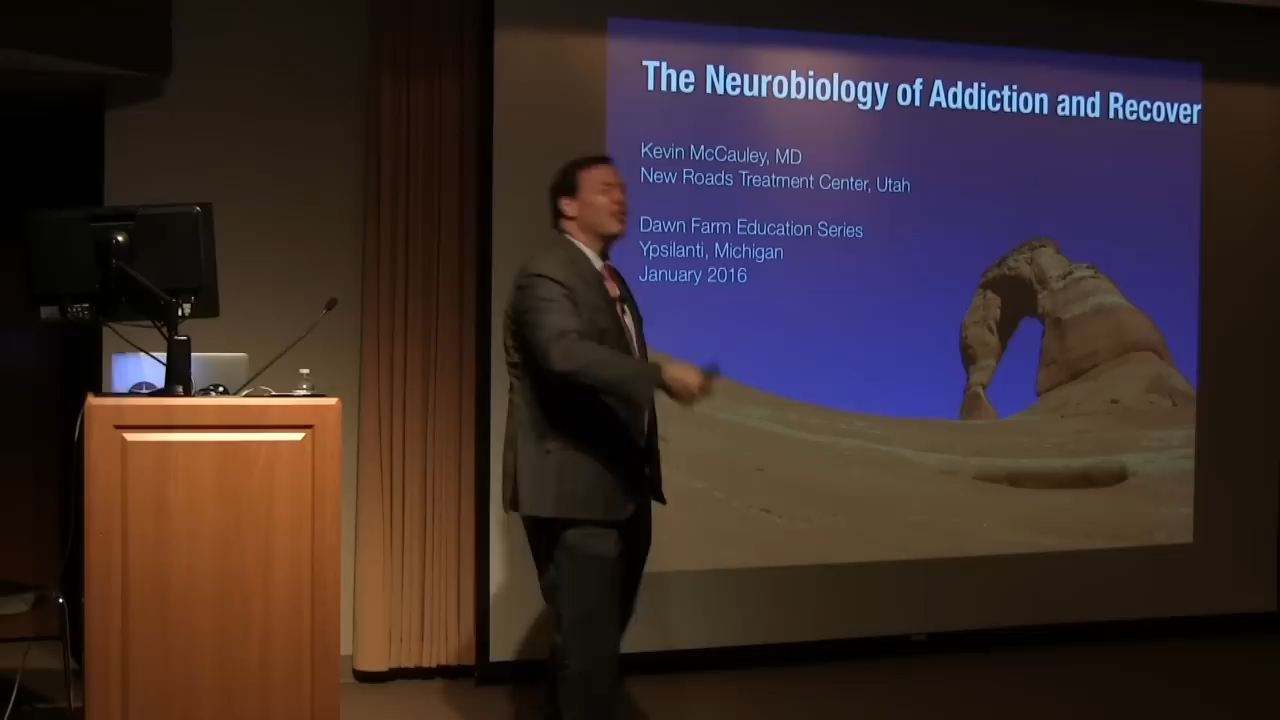 The Neurobiology of Addiction and Recover
Kevin McCauley, MD
New Roads Treatment Center, Utah
Dawn Farm Education Series
Ypsilanti, Michigan
January 2016